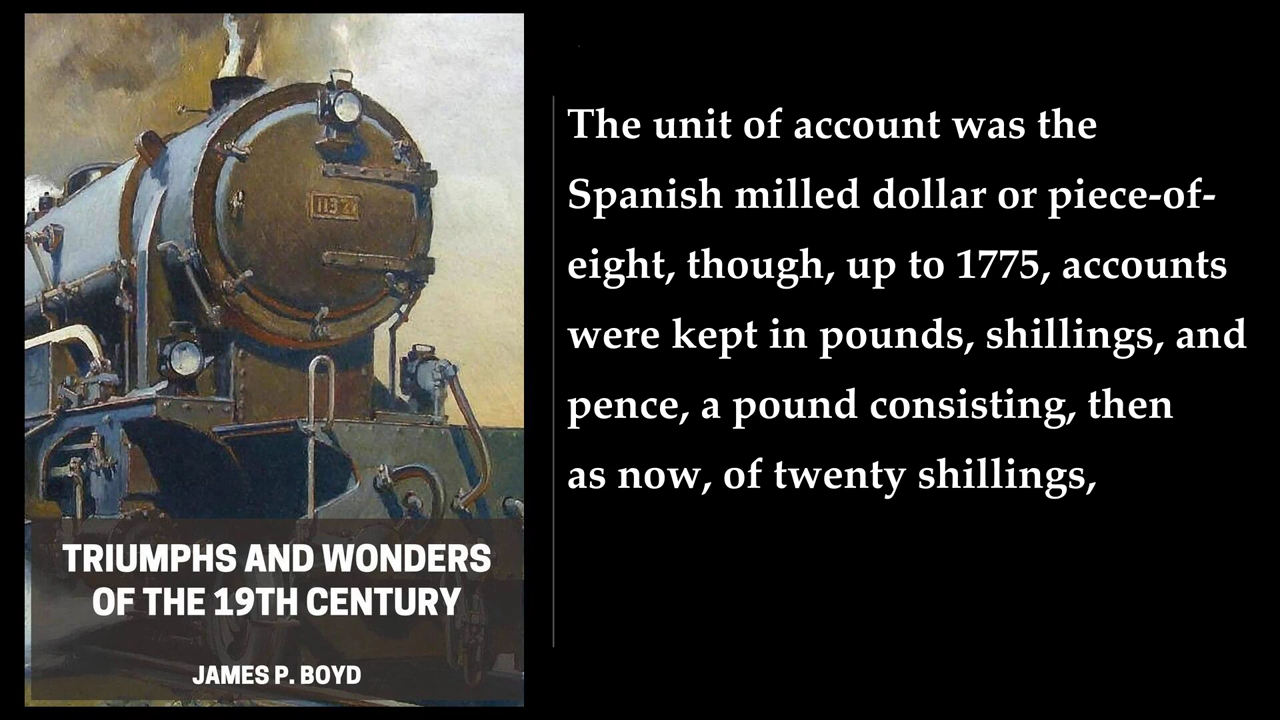 The unit of account was the
Spanish milled dollar or piece-of-
eight, though, up to 1775, accounts
were kept in pounds, shillings, and
pence, a pound consisting, then
as now, of twenty shillings,
TRIUMPHS AND WONDERS
OF THE 19TH CENTURY
JAMES P. BOYD